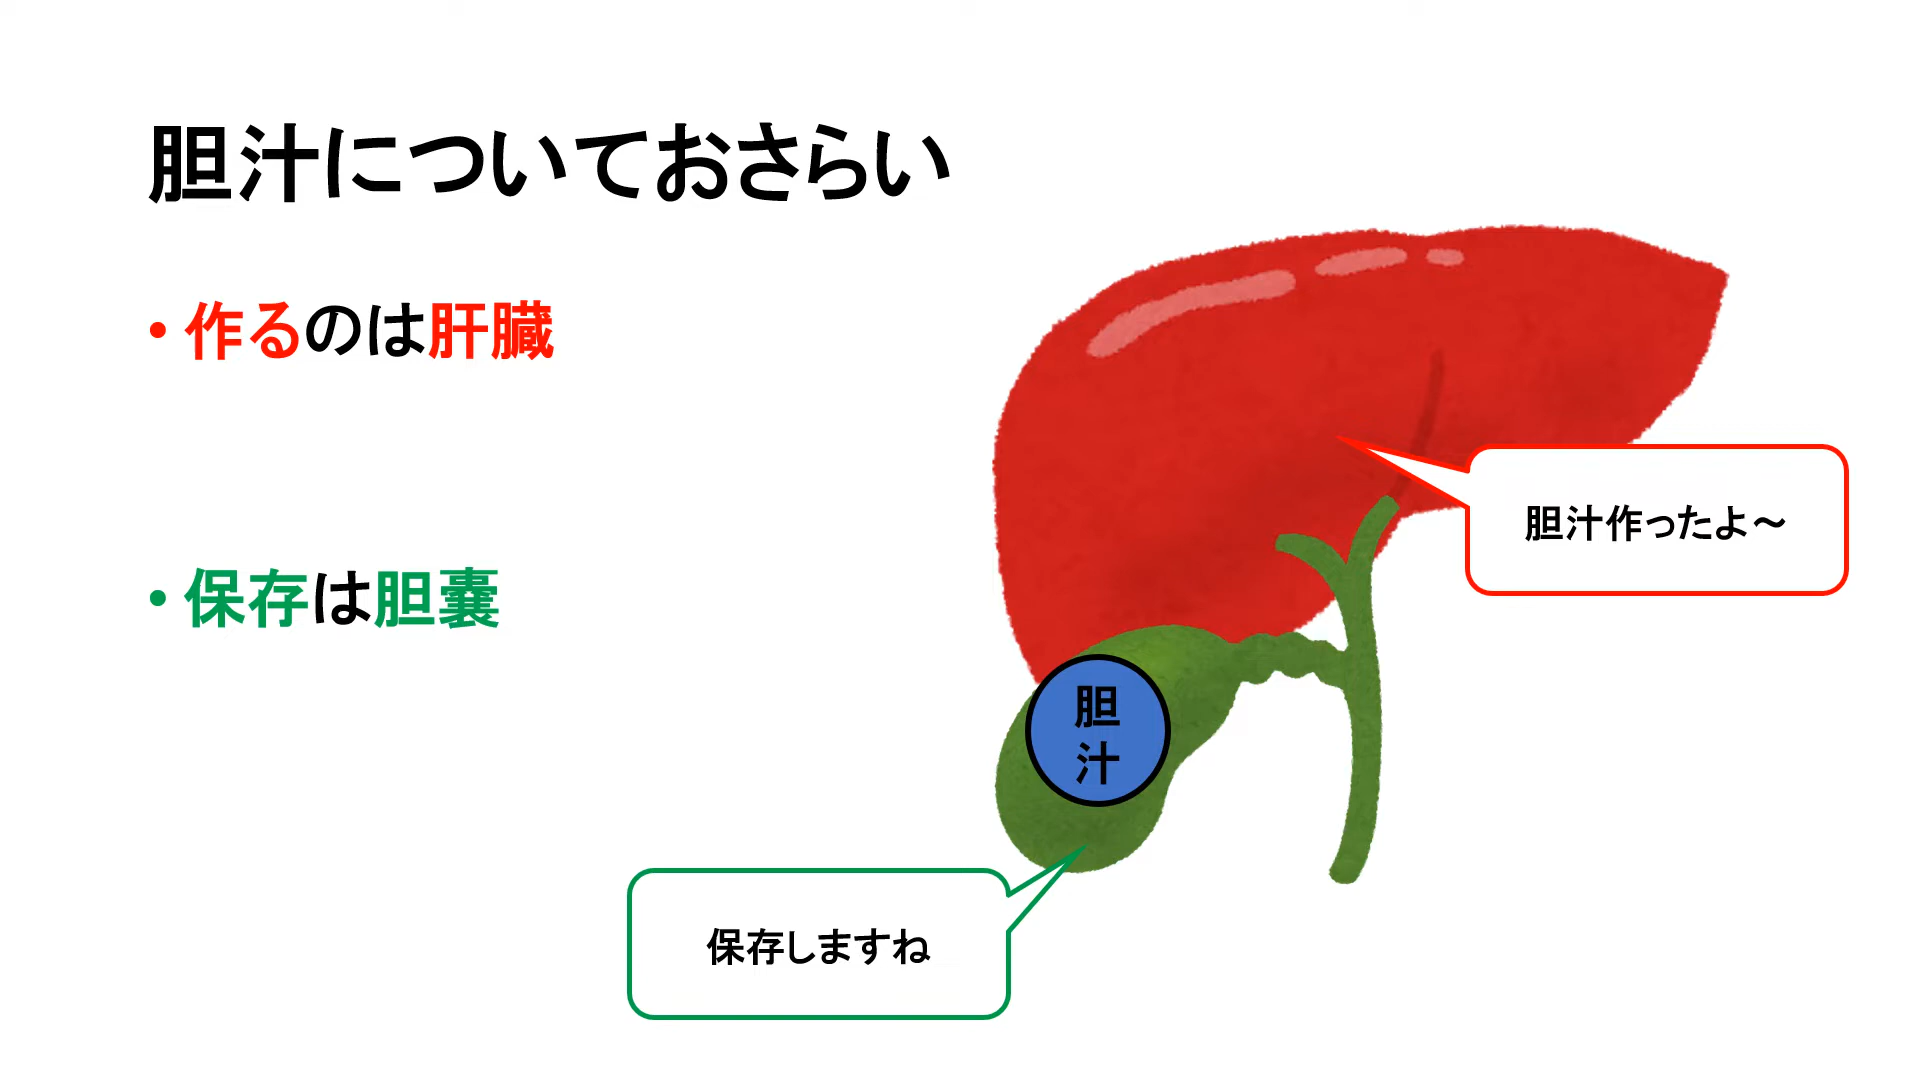 胆汁についておさらい
• 作るのは肝臓
胆汁作ったよ～
• 保存は胆嚢
胆
汁
保存しますね